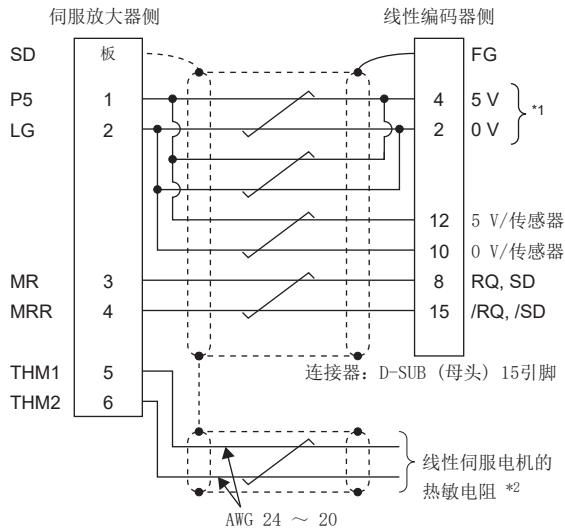 伺服放大器侧 线性编码器侧
SD 板 FG
P5 1 4 5 V
LG 2 2 0 V *1
12 5 V/传感器
10 0 V/传感器
MR 3 8 RQ, SD
MRR 4 15 /RQ, /SD
THM1 5 连接器: D-SUB (母头) 15引脚
THM2 6
线性伺服电机的
热敏电阻 *2
AWG 24 ～ 20